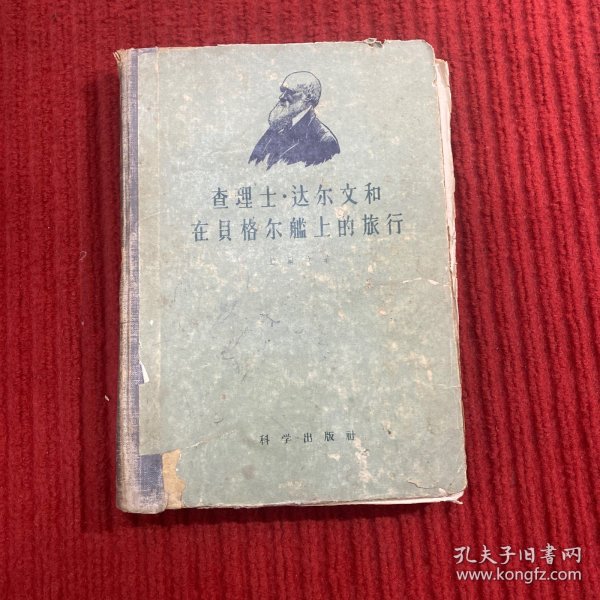 查理士·达尔文和
在貝格尔艦上的旅行
科学出版社
孔夫子旧书网
www.kongfz.com